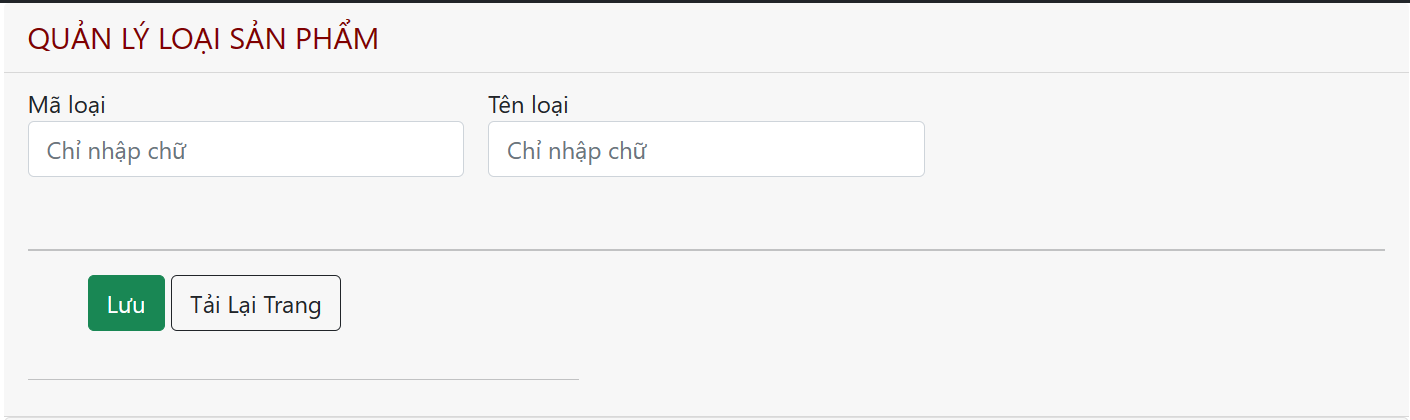 QUẢN LÝ LOẠI SẢN PHẨM
Mã loại
Tên loại
Chỉ nhập chữ
Chỉ nhập chữ
Lưu
Tải Lại Trang